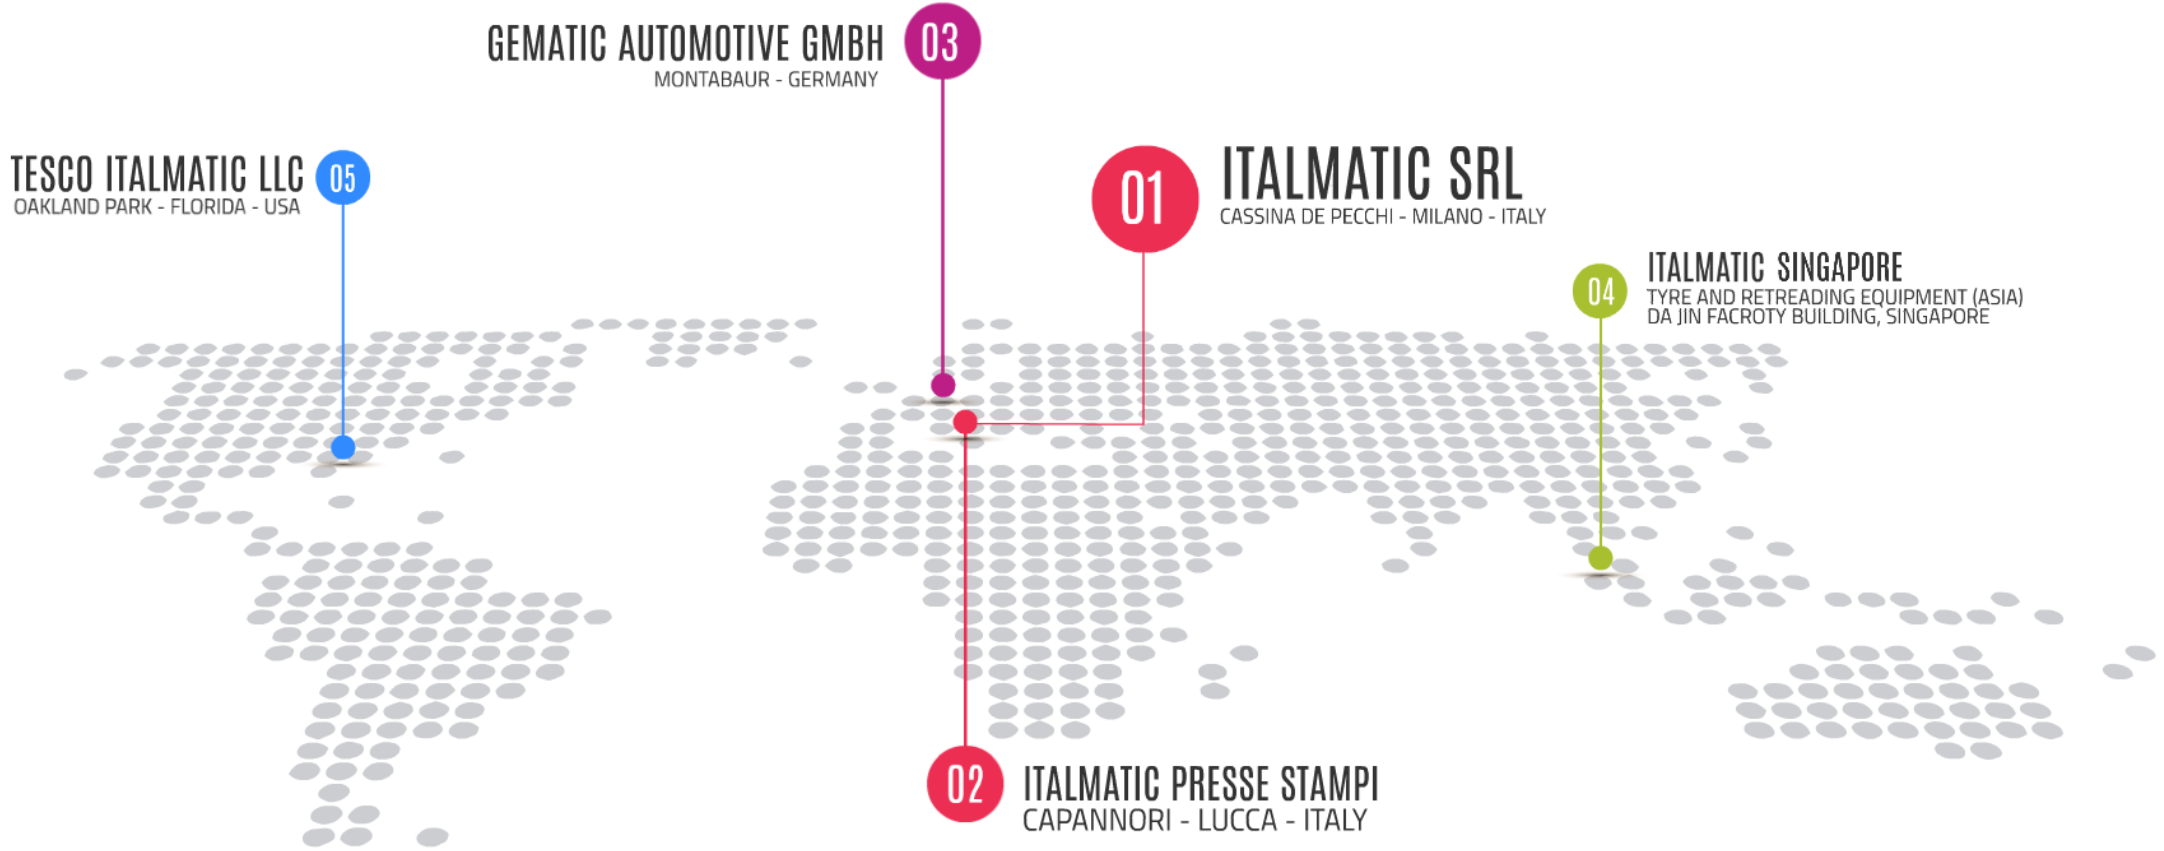 GEMATIC AUTOMOTIVE GMBH
MONTABAUR - GERMANY
03
TESCO ITALMATIC LLC
OAKLAND PARK - FLORIDA - USA
05
01
ITALMATIC SRL
CASSINA DE PECCHI - MILANO - ITALY
04
ITALMATIC SINGAPORE
TYRE AND RETREADING EQUIPMENT (ASIA)
DA JIN FACROTY BUILDING, SINGAPORE
02
ITALMATIC PRESSE STAMPI
CAPANNORI - LUCCA - ITALY